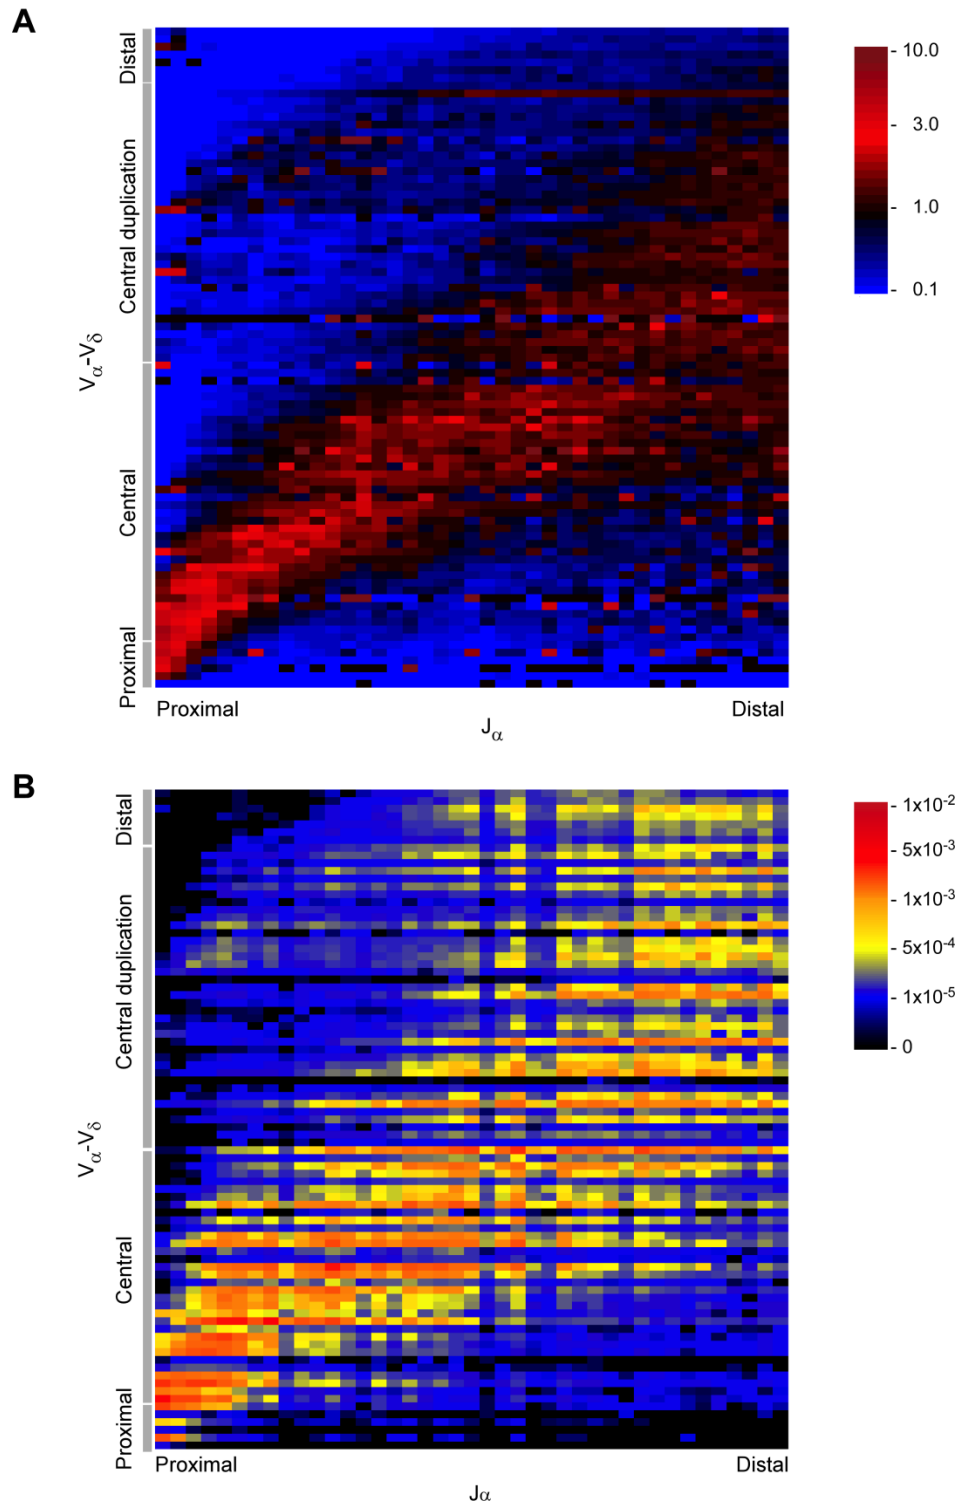 A
Distal
Central duplication
Central
Proximal
Vα-Vδ
Proximal
Distal
Jα
- 10.0
- 3.0
- 1.0
- 0.1
B
Distal
Central duplication
Central
Proximal
Vα-Vδ
Proximal
Distal
Jα
- 1x10⁻²
- 5x10⁻³
- 1x10⁻³
- 5x10⁻⁴
- 1x10⁻⁵
- 0